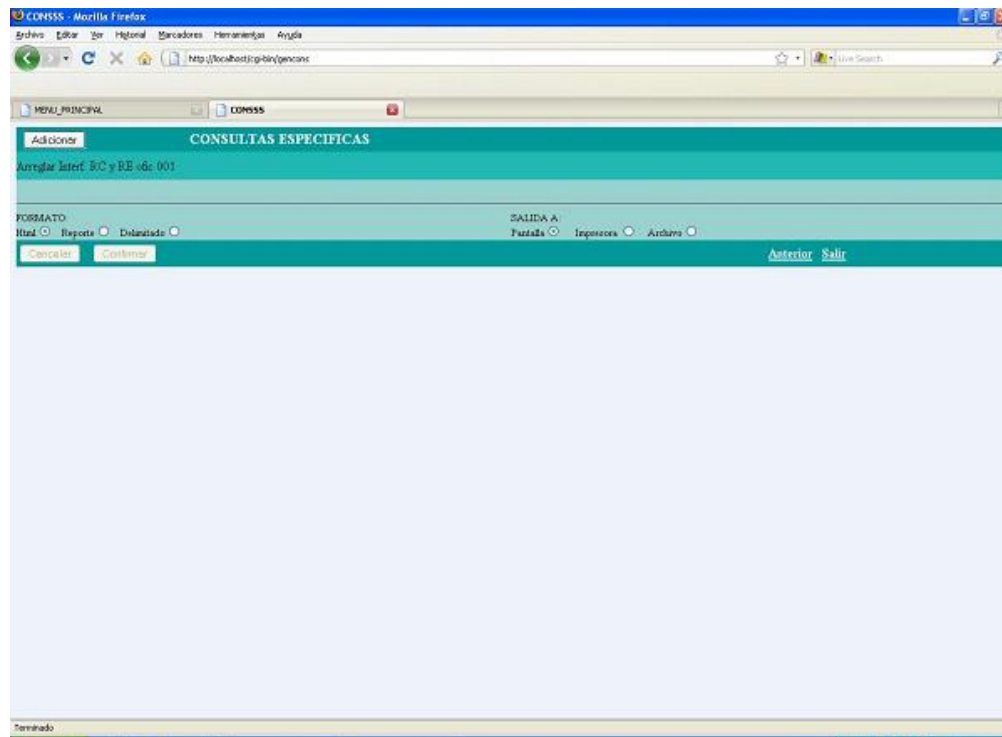 CONSSS - Mozilla Firefox
Archivo Editar Ver Historial Marcadores Herramientas Ayuda
http://localhost/cgi-bin/gencons Live Search
MENU_PRINCIPAL CONSSS
Adicionar CONSULTAS ESPECIFICAS
Arreglar Interf. RC y RE ofic 001
FORMATO SALIDA A:
Html Reporte Delimitado Pantalla Impresora Archivo
Cancelar Confirmar Anterior Salir
Terminado